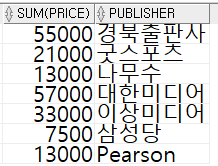 SUM(PRICE) PUBLISHER
55000 경북출판사
21000 굿스포츠
13000 나무수
57000 대한미디어
33000 이상미디어
7500 삼성당
13000 Pearson